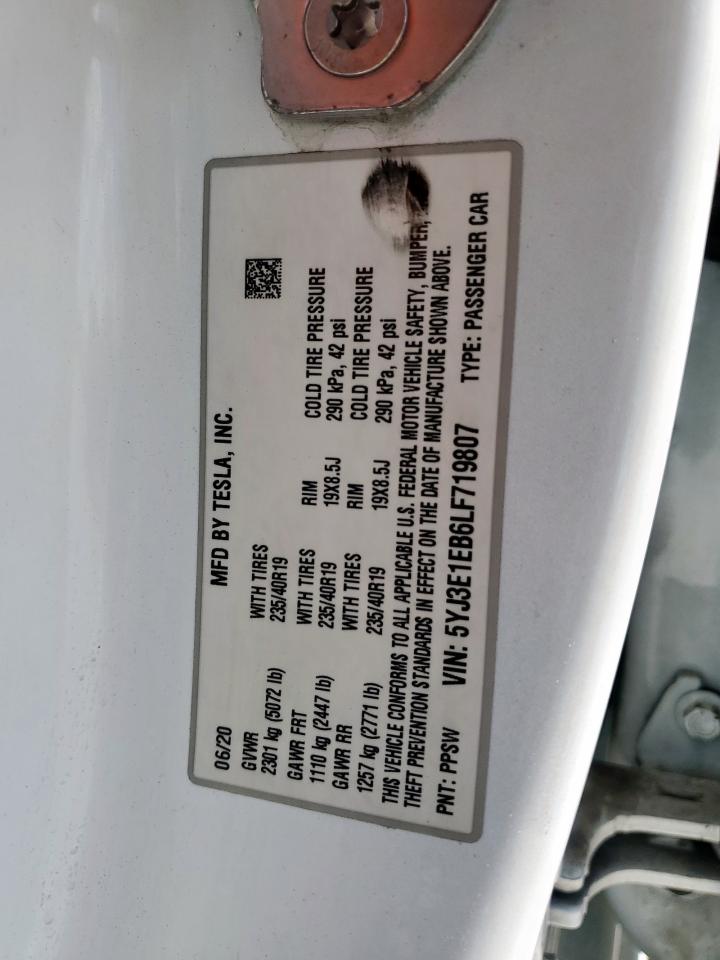 MFD BY TESLA, INC.
06/20
GVWR WITH TIRES
2301 kg (5072 lb) 235/40R19
GAWR FRT WITH TIRES RIM COLD TIRE PRESSURE
1110 kg (2447 lb) 235/40R19 19X8.5J 290 kPa, 42 psi
GAWR RR WITH TIRES RIM COLD TIRE PRESSURE
1257 kg (2771 lb) 235/40R19 19X8.5J 290 kPa, 42 psi
THIS VEHICLE CONFORMS TO ALL APPLICABLE U.S. FEDERAL MOTOR VEHICLE SAFETY, BUMPER,
THEFT PREVENTION STANDARDS IN EFFECT ON THE DATE OF MANUFACTURE SHOWN ABOVE.
PNT: PPSW VIN: 5YJ3E1EB6LF719807 TYPE: PASSENGER CAR